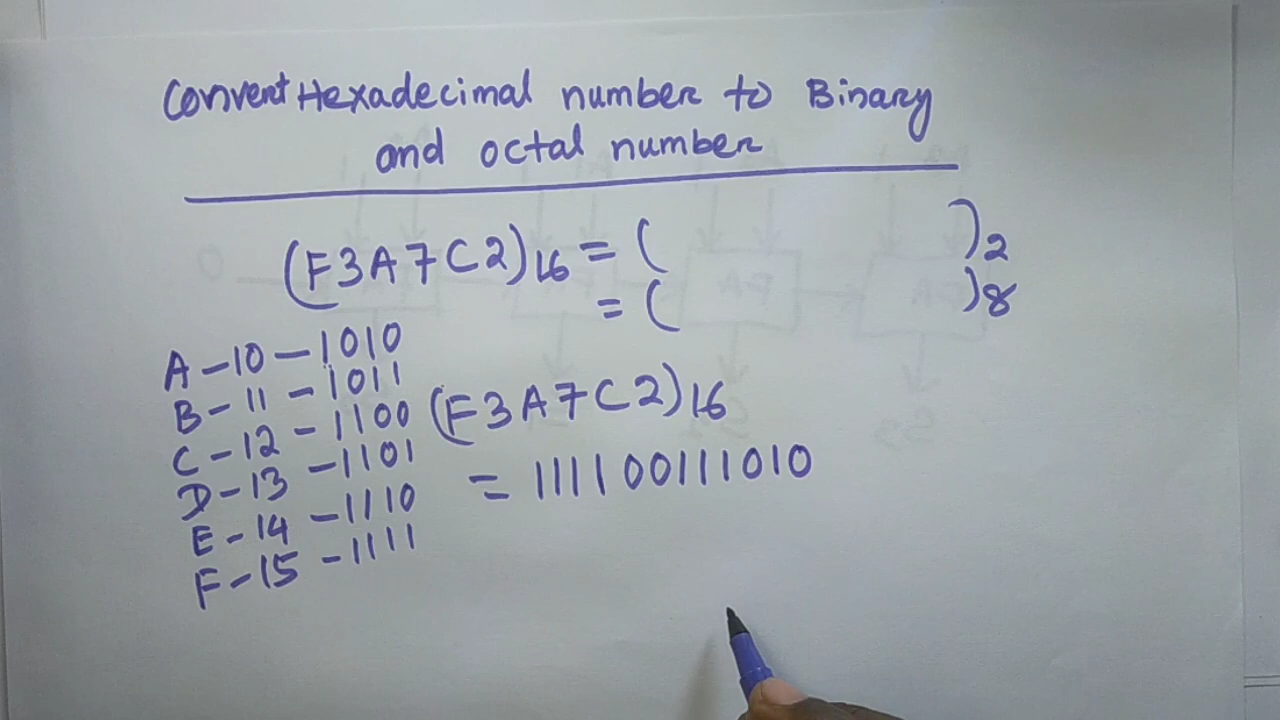 Convert Hexadecimal number to Binary
and octal number
(F3A7C2)16 = ( )2
= ( )8
A - 10 - 1010
B - 11 - 1011
C - 12 - 1100
D - 13 - 1101
E - 14 - 1110
F - 15 - 1111
(F3A7C2)16
= 111100111010